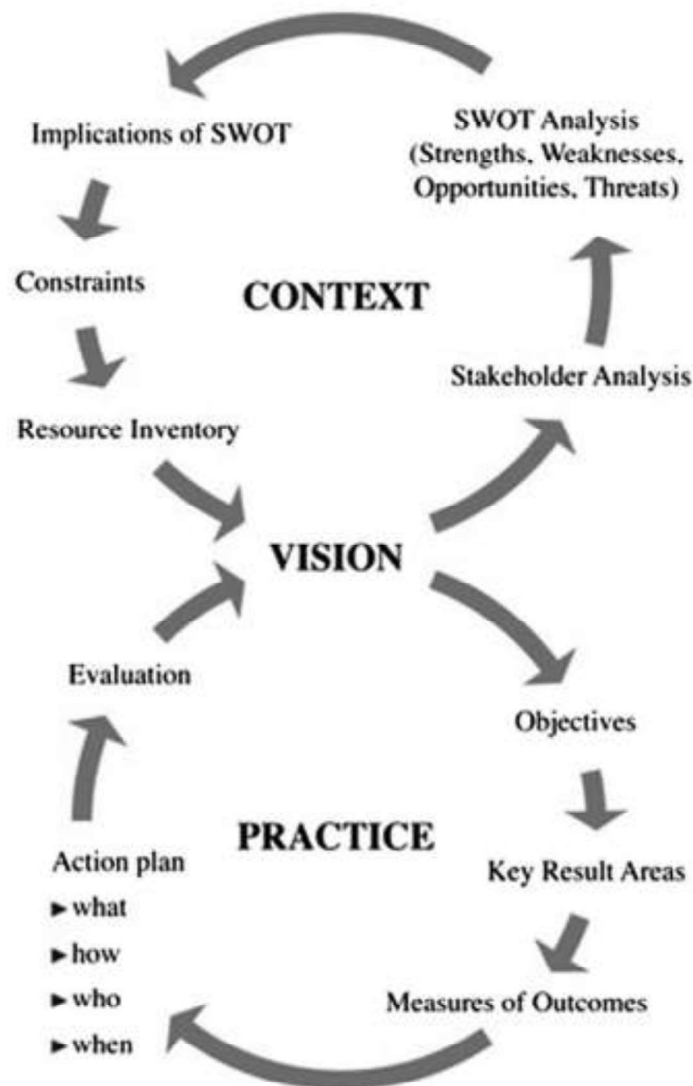 Implications of SWOT
SWOT Analysis
(Strengths, Weaknesses,
Opportunities, Threats)
Constraints
CONTEXT
Stakeholder Analysis
Resource Inventory
VISION
Evaluation
Objectives
PRACTICE
Action plan
Key Result Areas
►what
►how
►who
Measures of Outcomes
►when